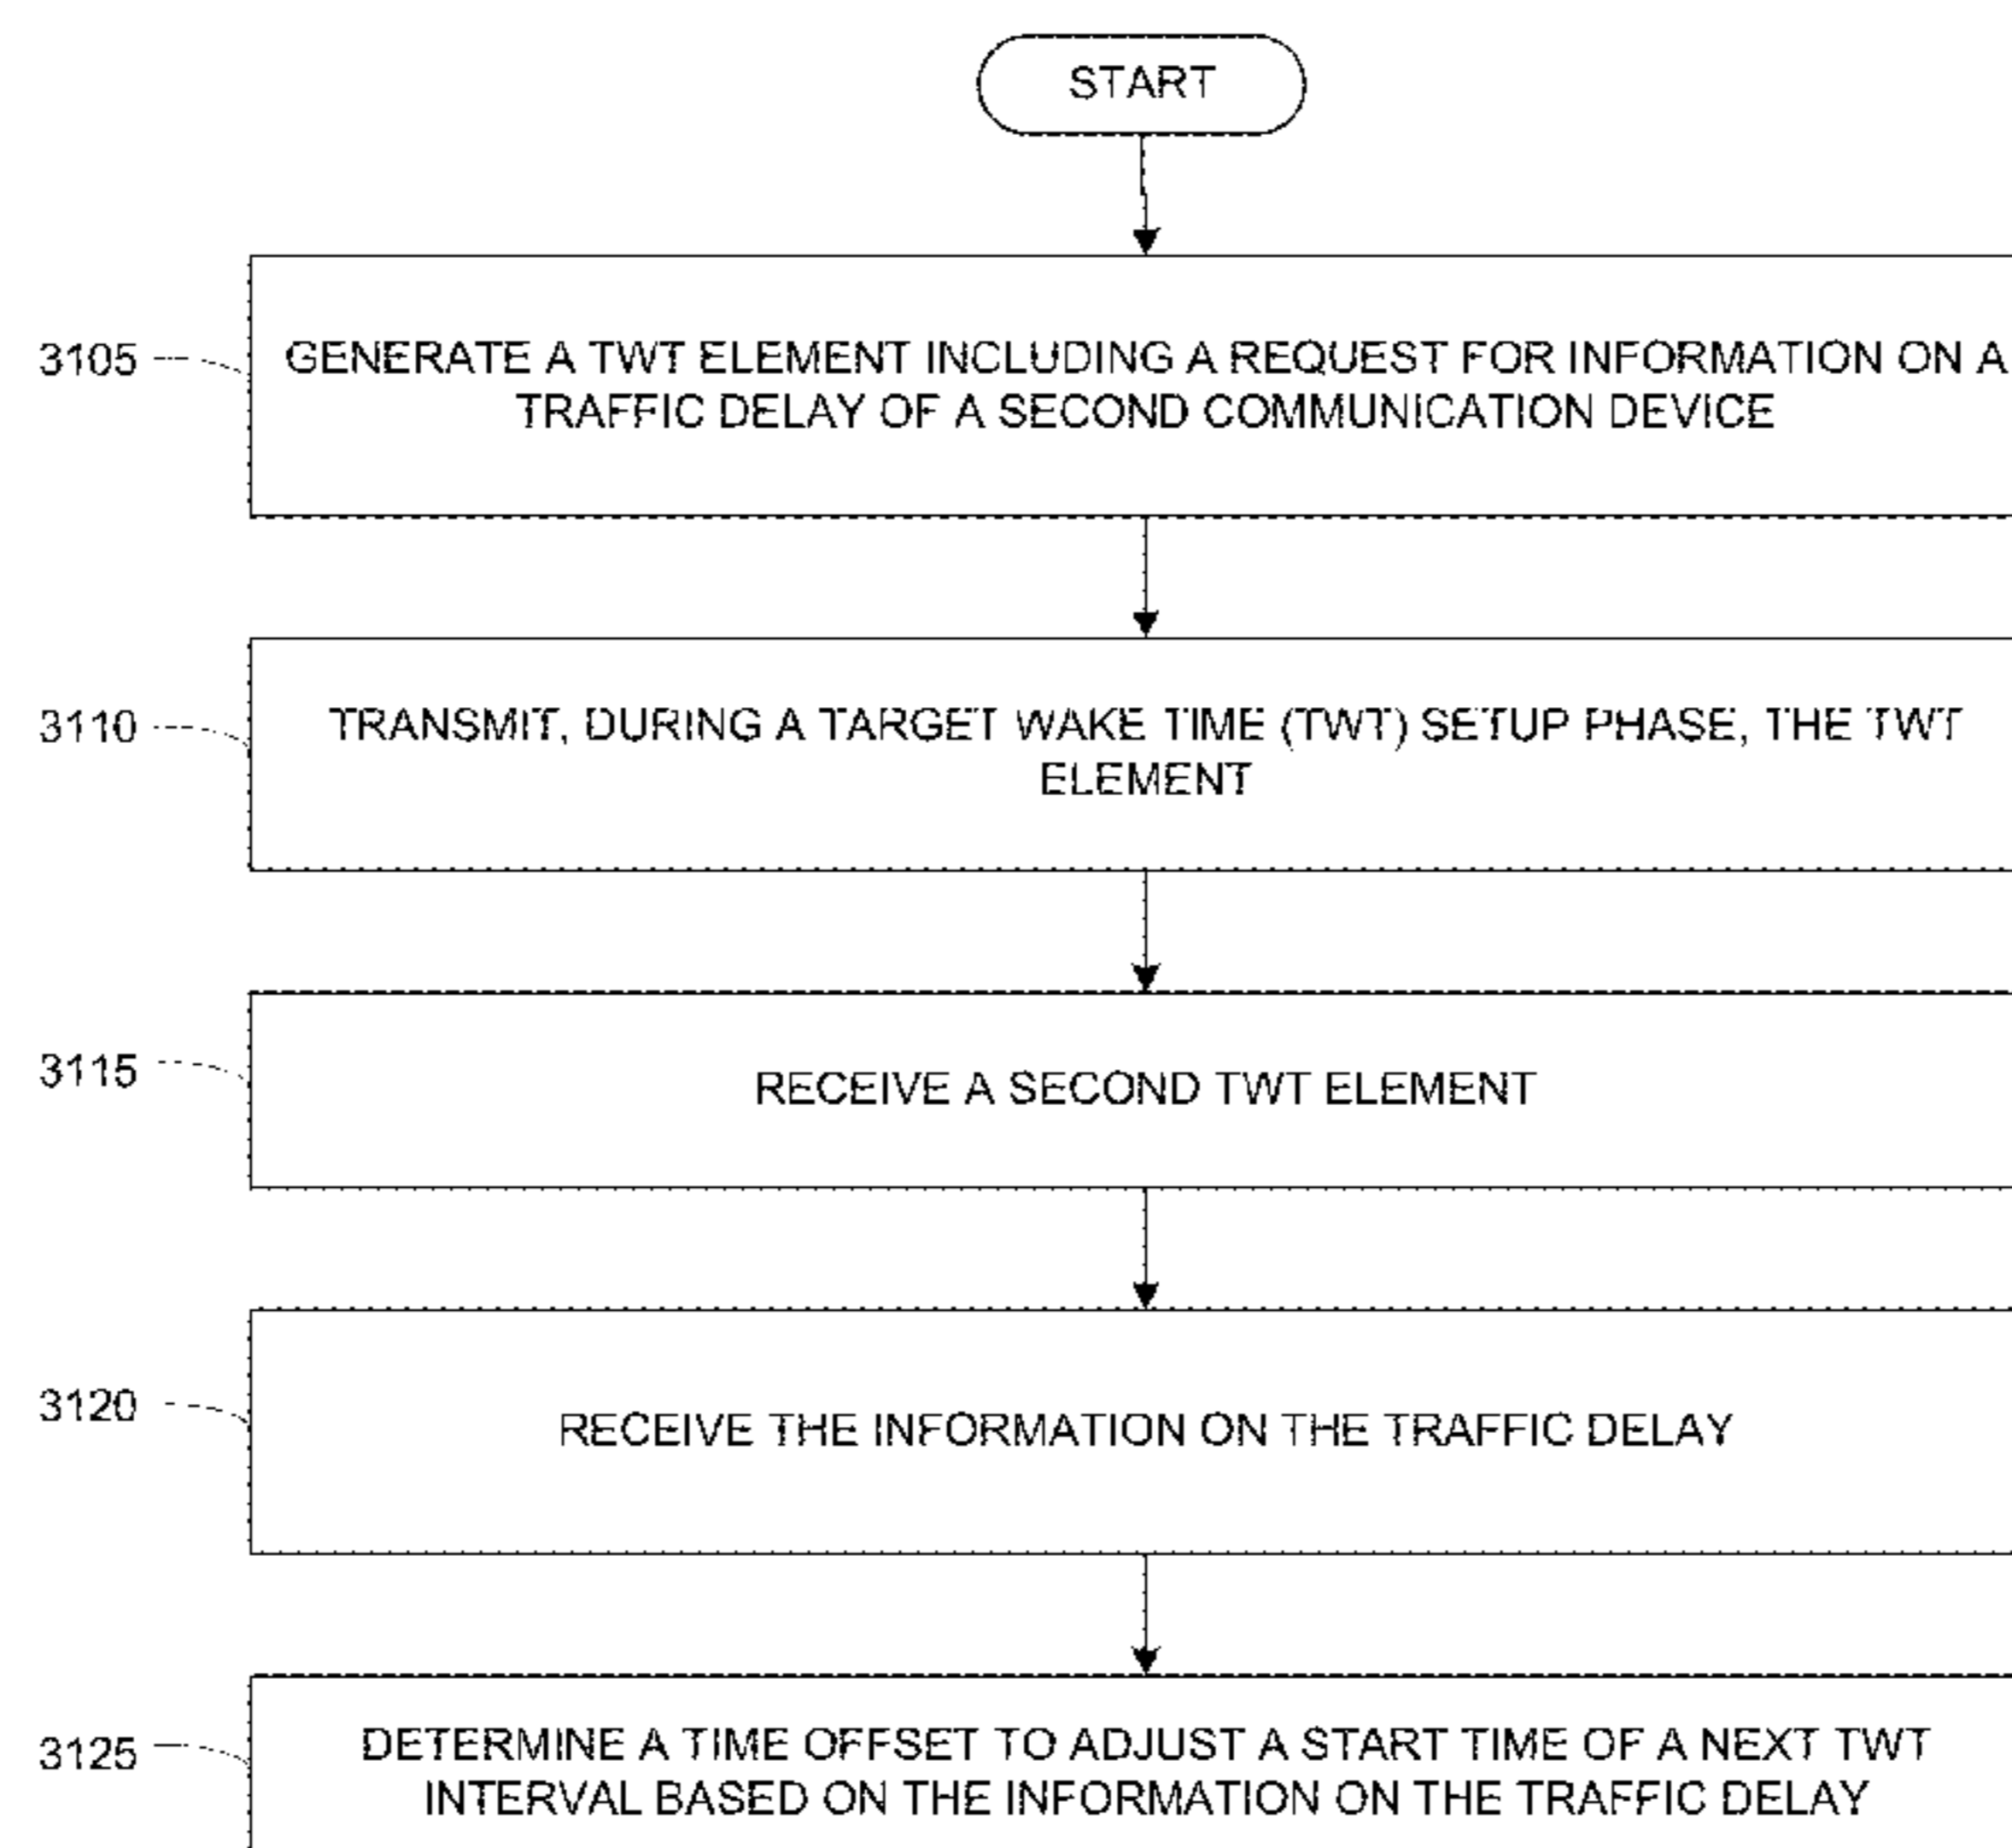 START
3105
GENERATE A TWT ELEMENT INCLUDING A REQUEST FOR INFORMATION ON A
TRAFFIC DELAY OF A SECOND COMMUNICATION DEVICE
3110
TRANSMIT, DURING A TARGET WAKE TIME (TWT) SETUP PHASE, THE TWT
ELEMENT
3115
RECEIVE A SECOND TWT ELEMENT
3120
RECEIVE THE INFORMATION ON THE TRAFFIC DELAY
3125
DETERMINE A TIME OFFSET TO ADJUST A START TIME OF A NEXT TWT
INTERVAL BASED ON THE INFORMATION ON THE TRAFFIC DELAY